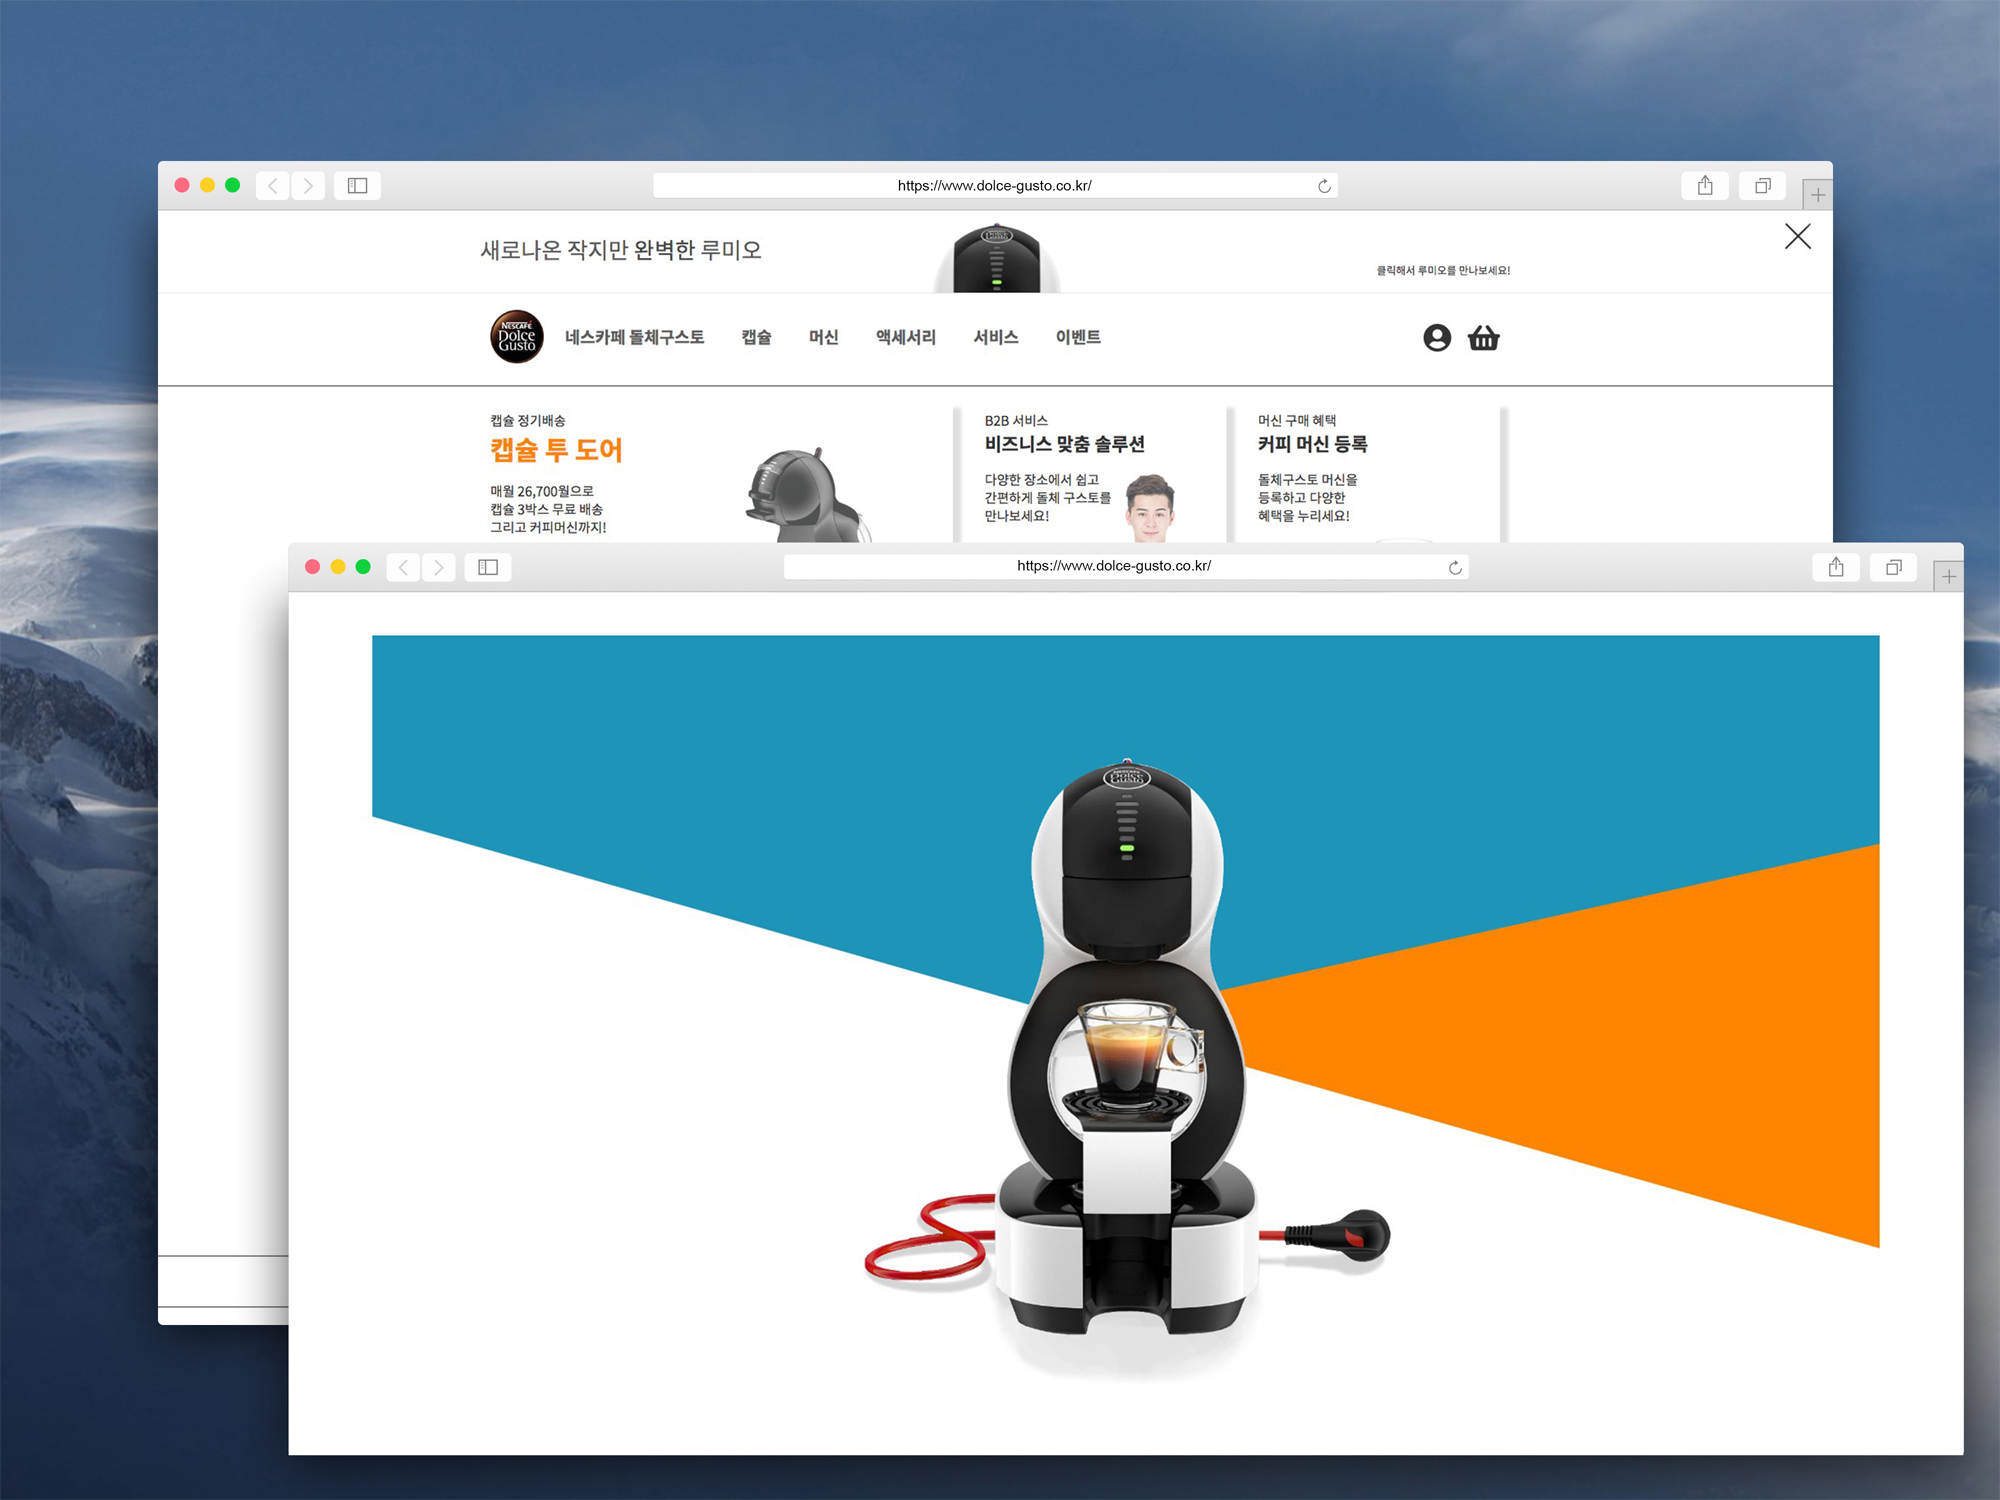 https://www.dolce-gusto.co.kr/
새로나온 작지만 완벽한 루미오
클릭해서 루미오를 만나보세요!
NESCAFÉ
Dolce
Gusto
네스카페 돌체구스토 캡슐 머신 액세서리 서비스 이벤트
캡슐 정기배송
캡슐 투 도어
매월 26,700월으로
캡슐 3박스 무료 배송
그리고 커피머신까지!
B2B 서비스
비즈니스 맞춤 솔루션
다양한 장소에서 쉽고
간편하게 돌체 구스토를
만나보세요!
머신 구매 혜택
커피 머신 등록
돌체구스토 머신을
등록하고 다양한
혜택을 누리세요!
https://www.dolce-gusto.co.kr/
NESCAFÉ
Dolce
Gusto